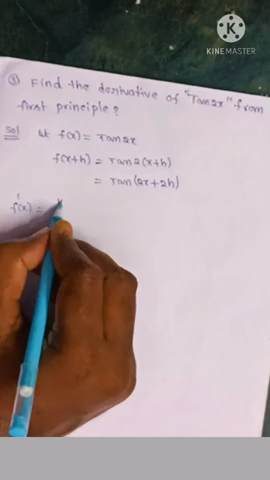 KINEMASTER
③ Find the derivative of "Tan2x" from
first principle?
Sol let f(x) = Tan2x
f(x+h) = Tan2(x+h)
= Tan(2x+2h)
f'(x) =